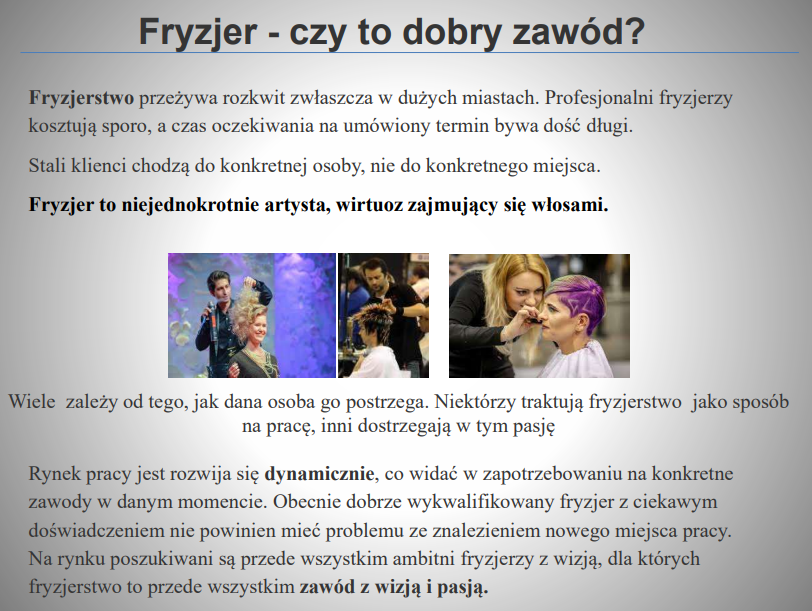 Fryzjer - czy to dobry zawód?
Fryzjerstwo przeżywa rozkwit zwłaszcza w dużych miastach. Profesjonalni fryzjerzy
kosztują sporo, a czas oczekiwania na umówiony termin bywa dość długi.
Stali klienci chodzą do konkretnej osoby, nie do konkretnego miejsca.
Fryzjer to niejednokrotnie artysta, wirtuoz zajmujący się włosami.
Wiele zależy od tego, jak dana osoba go postrzega. Niektórzy traktują fryzjerstwo jako sposób
na pracę, inni dostrzegają w tym pasję
Rynek pracy jest rozwija się dynamicznie, co widać w zapotrzebowaniu na konkretne
zawody w danym momencie. Obecnie dobrze wykwalifikowany fryzjer z ciekawym
doświadczeniem nie powinien mieć problemu ze znalezieniem nowego miejsca pracy.
Na rynku poszukiwani są przede wszystkim ambitni fryzjerzy z wizją, dla których
fryzjerstwo to przede wszystkim zawód z wizją i pasją.